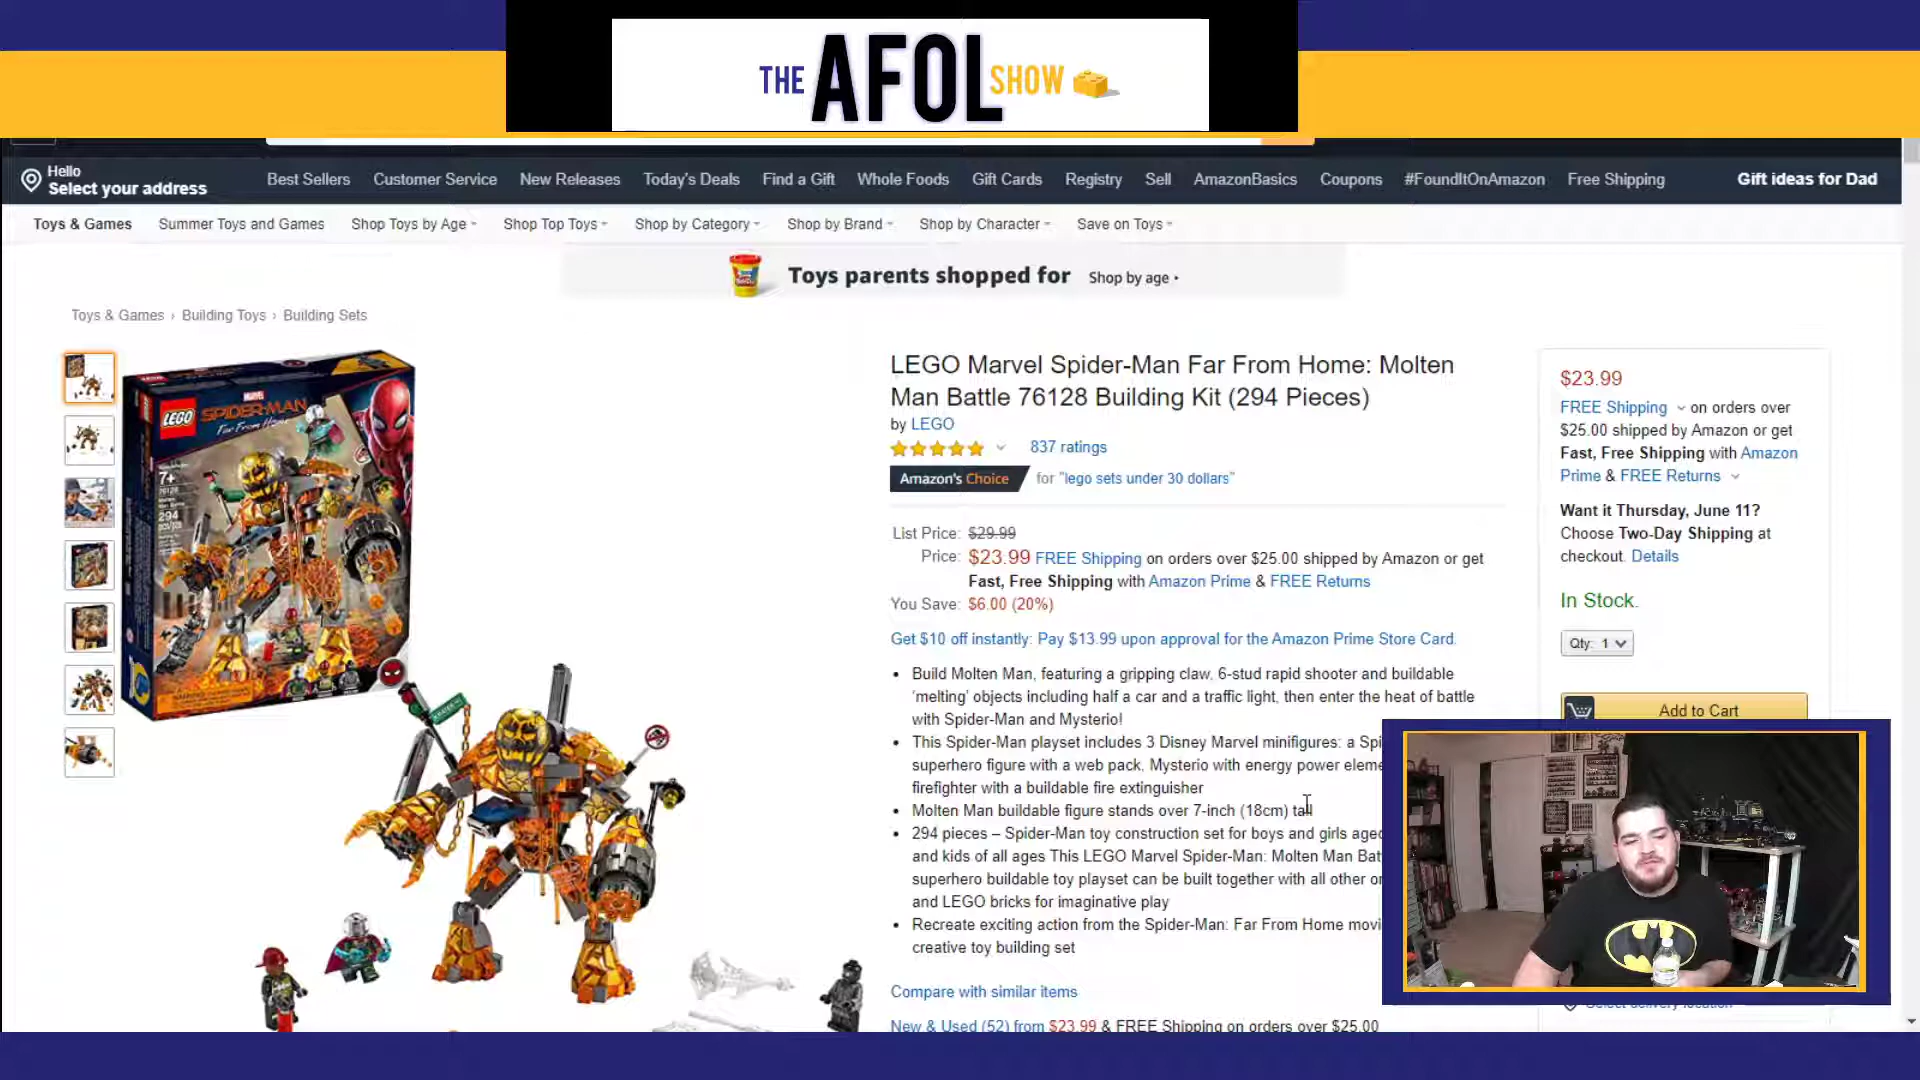 THE AFOL SHOW
Hello
Select your address
Best Sellers Customer Service New Releases Today's Deals Find a Gift Whole Foods Gift Cards Registry Sell AmazonBasics Coupons #FoundItOnAmazon Free Shipping
Gift ideas for Dad
Toys & Games Summer Toys and Games Shop Toys by Age Shop Top Toys Shop by Category Shop by Brand Shop by Character Save on Toys
Toys parents shopped for Shop by age
Toys & Games › Building Toys › Building Sets
LEGO
MARVEL
SPIDER-MAN
Far From Home
7+
76128
294
LEGO Marvel Spider-Man Far From Home: Molten
Man Battle 76128 Building Kit (294 Pieces)
by LEGO
837 ratings
Amazon's Choice for "lego sets under 30 dollars"
List Price: $29.99
Price: $23.99 FREE Shipping on orders over $25.00 shipped by Amazon or get
Fast, Free Shipping with Amazon Prime & FREE Returns
You Save: $6.00 (20%)
Get $10 off instantly: Pay $13.99 upon approval for the Amazon Prime Store Card.
Build Molten Man, featuring a gripping claw, 6-stud rapid shooter and buildable
'melting' objects including half a car and a traffic light, then enter the heat of battle
with Spider-Man and Mysterio!
This Spider-Man playset includes 3 Disney Marvel minifigures: a Spi
superhero figure with a web pack, Mysterio with energy power eleme
firefighter with a buildable fire extinguisher
Molten Man buildable figure stands over 7-inch (18cm) tall
294 pieces – Spider-Man toy construction set for boys and girls aged
and kids of all ages This LEGO Marvel Spider-Man: Molten Man Bat
superhero buildable toy playset can be built together with all other or
and LEGO bricks for imaginative play
Recreate exciting action from the Spider-Man: Far From Home movi
creative toy building set
Compare with similar items
New & Used (52) from $23.99 & FREE Shipping on orders over $25.00
$23.99
FREE Shipping on orders over
$25.00 shipped by Amazon or get
Fast, Free Shipping with Amazon
Prime & FREE Returns
Want it Thursday, June 11?
Choose Two-Day Shipping at
checkout. Details
In Stock.
Qty: 1
Add to Cart
Select delivery location